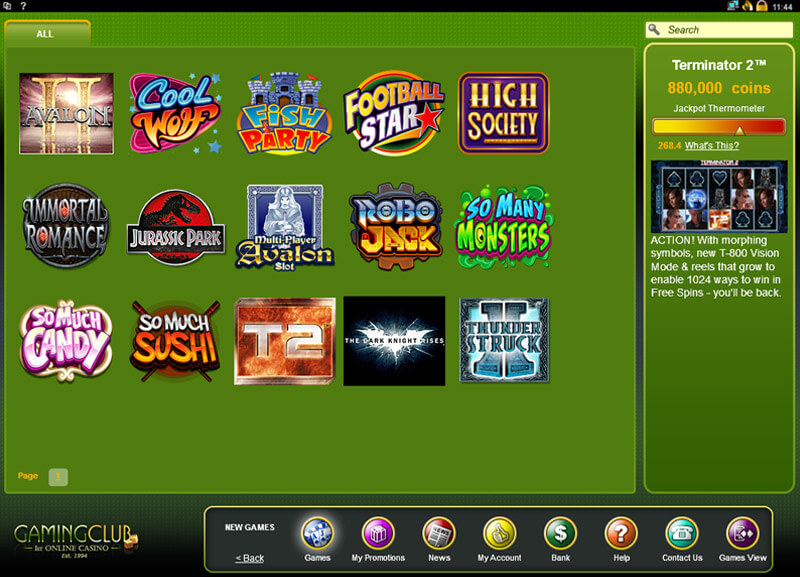 ?
11:44
ALL
Search
AVALON
II
COOL
WOLF
FISH
PARTY
FOOTBALL
STAR
HIGH
SOCIETY
IMMORTAL
ROMANCE
JURASSIC PARK
Multi-Player
Avalon
Slot
ROBO
JACK
SO MANY
MONSTERS
SO MUCH
CANDY
SO MUCH
SUSHI
T2
THE DARK KNIGHT RISES
THUNDER
STRUCK
II
Page 1
Terminator 2™
880,000 coins
Jackpot Thermometer
268.4 What's This?
TERMINATOR 2
ACTION! With morphing
symbols, new T-800 Vision
Mode & reels that grow to
enable 1024 ways to win in
Free Spins - you'll be back.
GAMINGCLUB
1st ONLINE CASINO
Est. 1994
NEW GAMES
< Back
Games
My Promotions
NEWS
News
My Account
$
Bank
?
Help
Contact Us
Games View